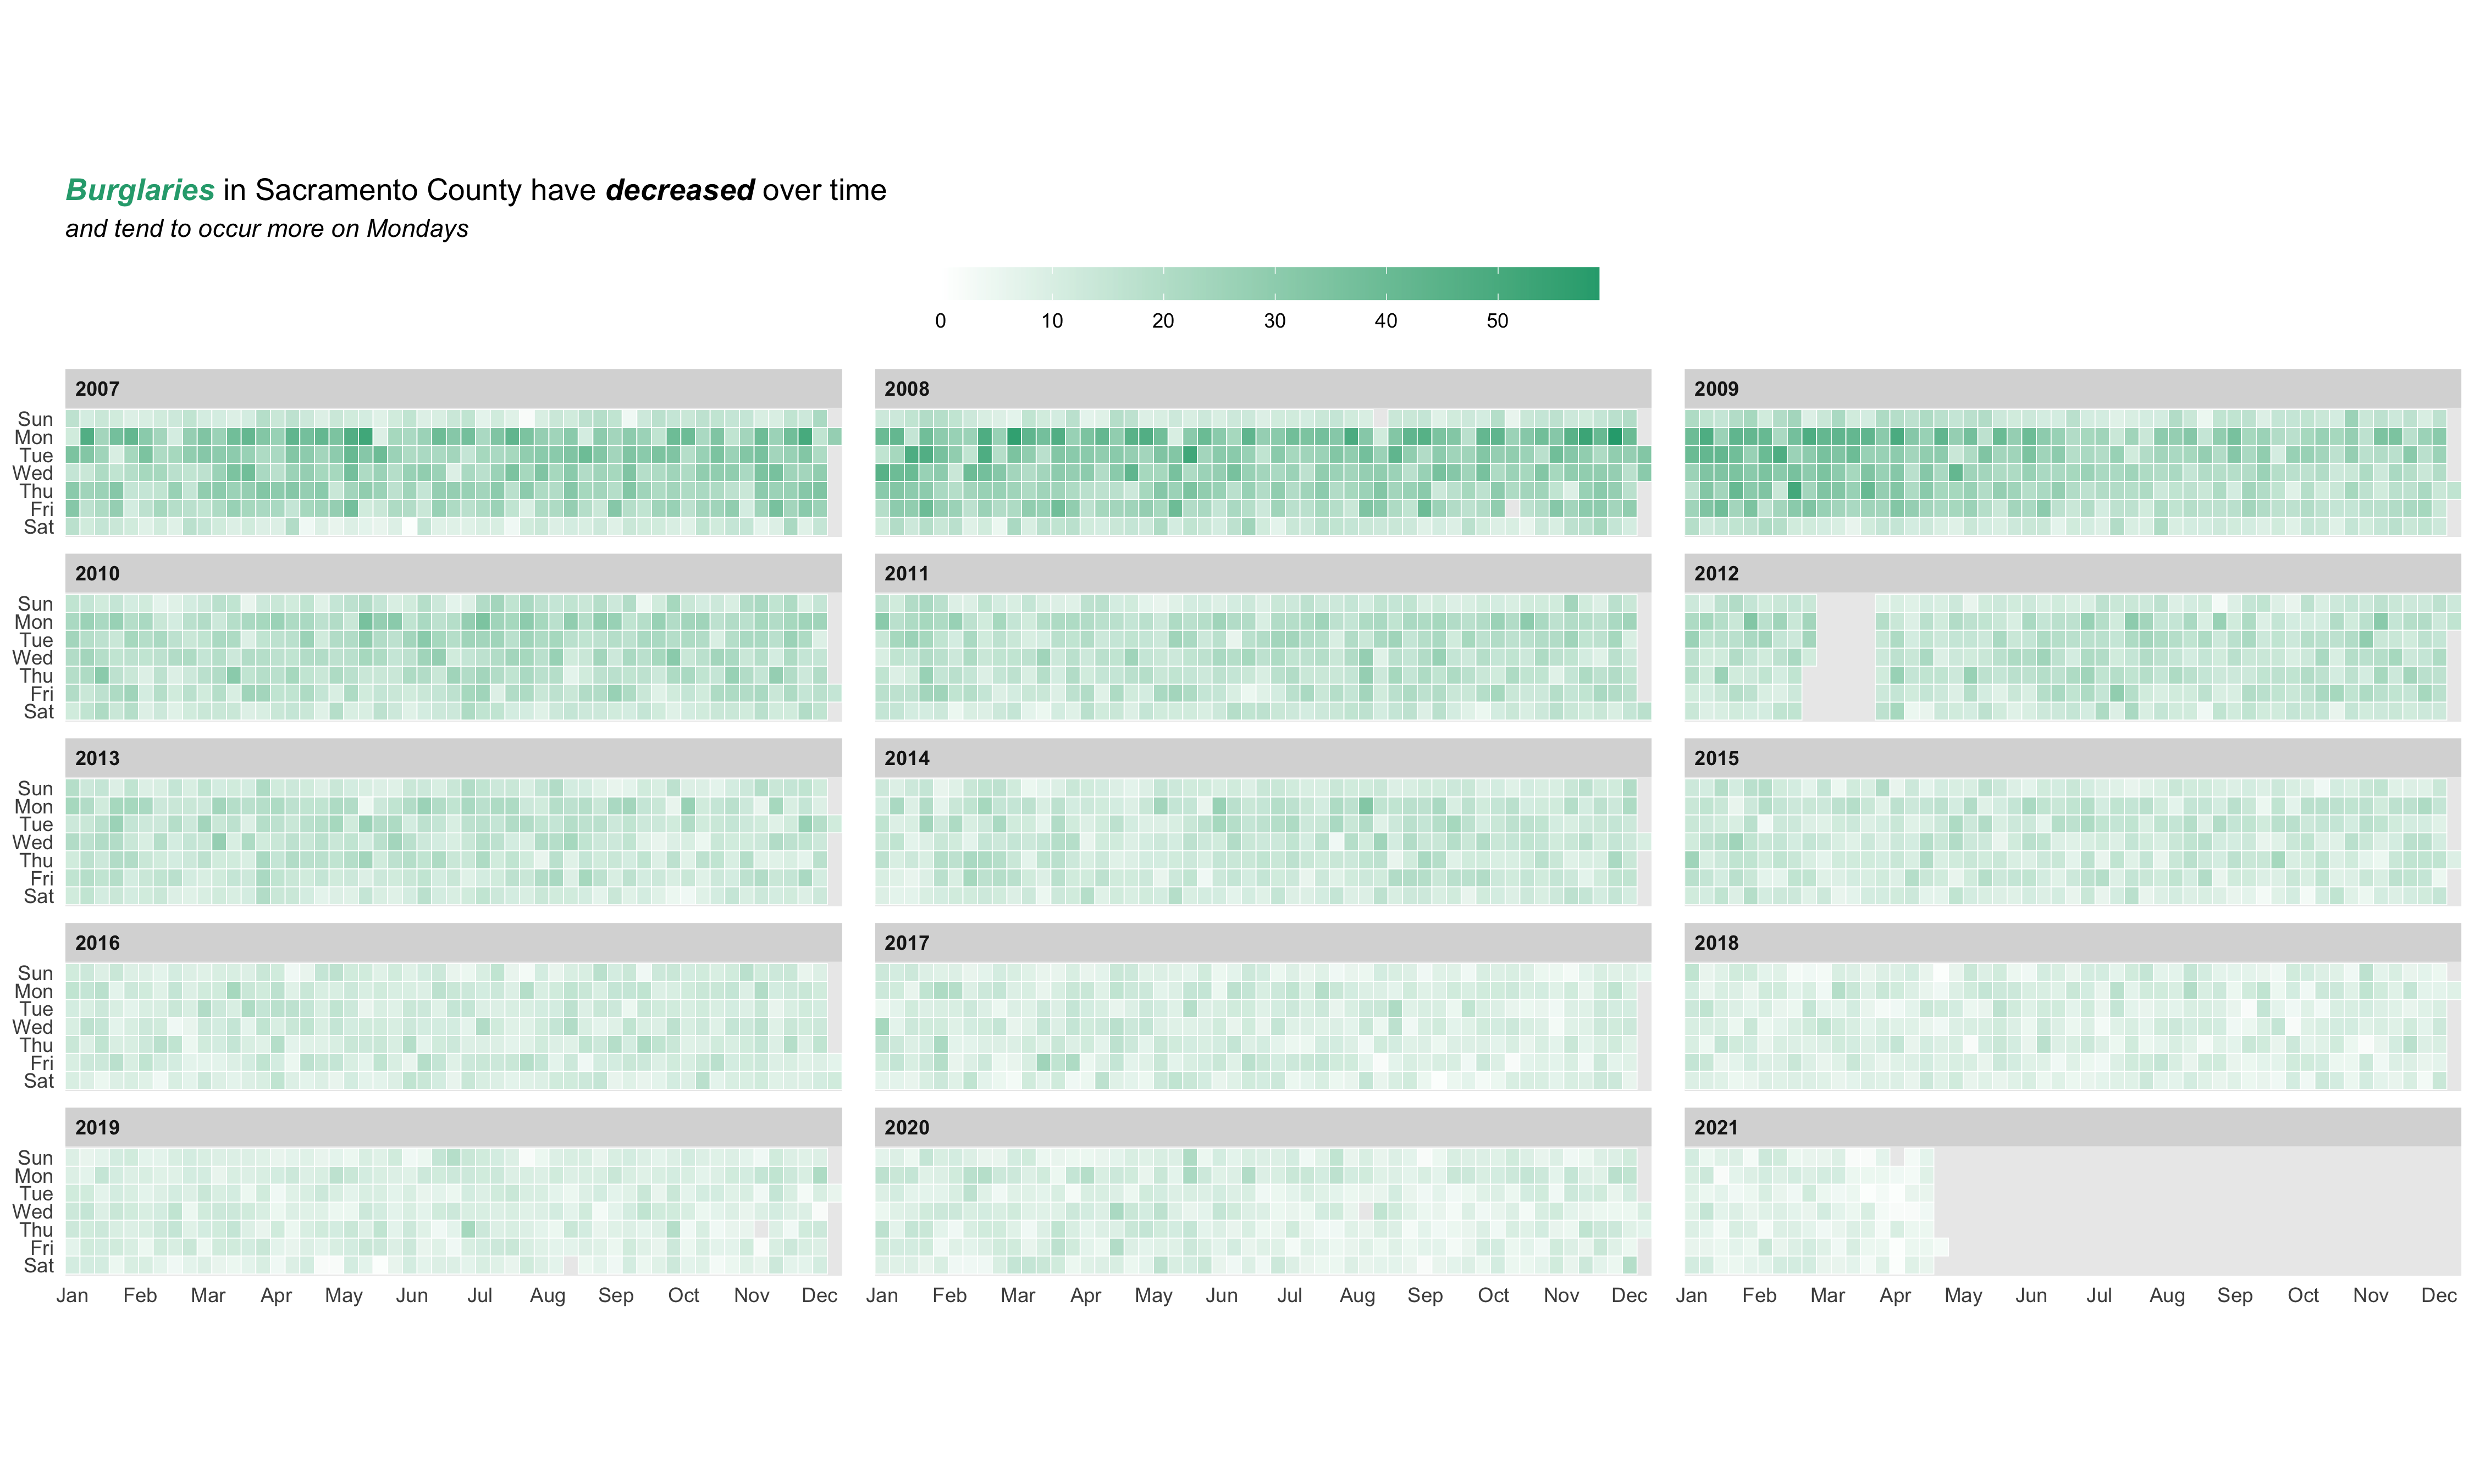 Burglaries in Sacramento County have decreased over time
and tend to occur more on Mondays
0 10 20 30 40 50
2007 2008 2009
Sun
Mon
Tue
Wed
Thu
Fri
Sat
2010 2011 2012
Sun
Mon
Tue
Wed
Thu
Fri
Sat
2013 2014 2015
Sun
Mon
Tue
Wed
Thu
Fri
Sat
2016 2017 2018
Sun
Mon
Tue
Wed
Thu
Fri
Sat
2019 2020 2021
Sun
Mon
Tue
Wed
Thu
Fri
Sat
Jan Feb Mar Apr May Jun Jul Aug Sep Oct Nov Dec Jan Feb Mar Apr May Jun Jul Aug Sep Oct Nov Dec Jan Feb Mar Apr May Jun Jul Aug Sep Oct Nov Dec